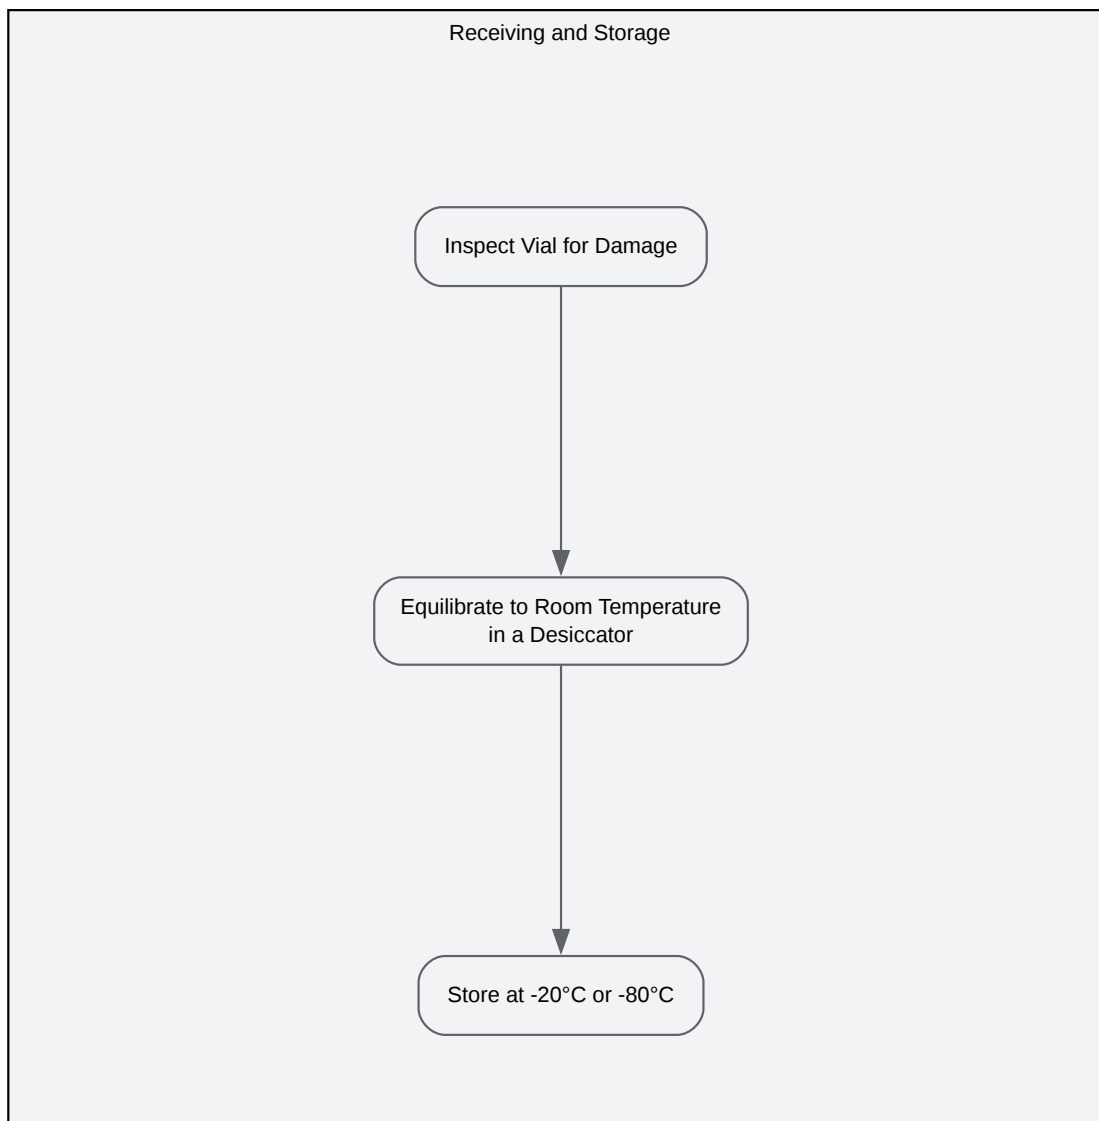 Receiving and Storage
Inspect Vial for Damage
Equilibrate to Room Temperature
in a Desiccator
Store at -20°C or -80°C